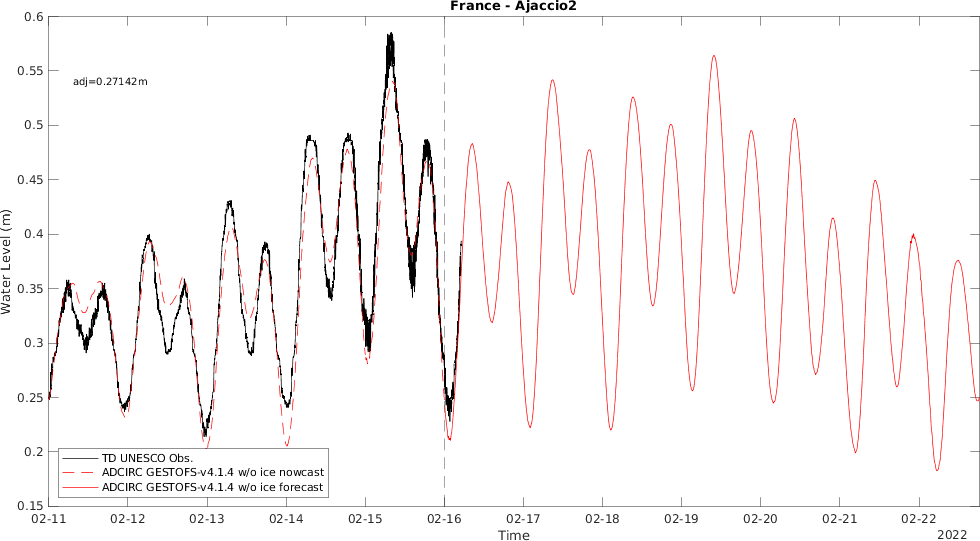 France - Ajaccio2
0.6
0.55
0.5
0.45
0.4
0.35
0.3
0.25
0.2
0.15
Water Level (m)
adj=0.27142m
TD UNESCO Obs.
ADCIRC GESTOFS-v4.1.4 w/o ice nowcast
ADCIRC GESTOFS-v4.1.4 w/o ice forecast
02-11 02-12 02-13 02-14 02-15 02-16 02-17 02-18 02-19 02-20 02-21 02-22
Time
2022